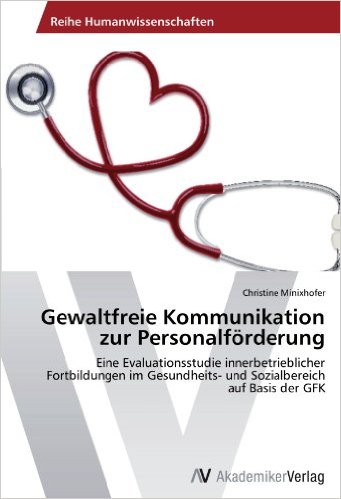 Reihe Humanwissenschaften
Christine Minixhofer
Gewaltfreie Kommunikation
zur Personalförderung
Eine Evaluationsstudie innerbetrieblicher
Fortbildungen im Gesundheits- und Sozialbereich
auf Basis der GFK
AV AkademikerVerlag